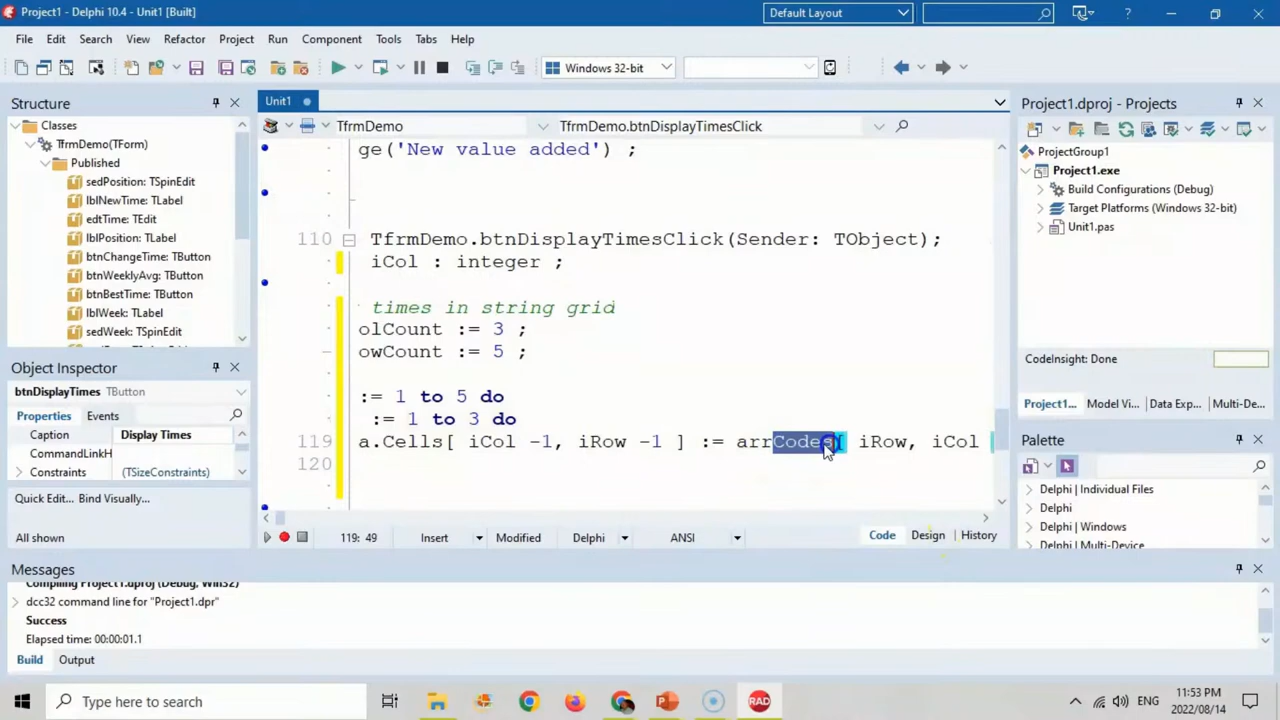 Project1 - Delphi 10.4 - Unit1 [Built]
Default Layout
File Edit Search View Refactor Project Run Component Tools Tabs Help
Windows 32-bit
Structure
Classes
TfrmDemo(TForm)
Published
sedPosition: TSpinEdit
lblNewTime: TLabel
edtTime: TEdit
lblPosition: TLabel
btnChangeTime: TButton
btnWeeklyAvg: TButton
btnBestTime: TButton
lblWeek: TLabel
sedWeek: TSpinEdit
Object Inspector
btnDisplayTimes TButton
Properties Events
Caption Display Times
CommandLinkH
Constraints (TSizeConstraints)
Quick Edit... Bind Visually...
All shown
Unit1
TfrmDemo TfrmDemo.btnDisplayTimesClick
ge('New value added') ;
110 TfrmDemo.btnDisplayTimesClick(Sender: TObject);
iCol : integer ;
times in string grid
olCount := 3 ;
owCount := 5 ;
:= 1 to 5 do
:= 1 to 3 do
119 a.Cells[ iCol -1, iRow -1 ] := arrCodes[ iRow, iCol
120
119: 49 Insert Modified Delphi ANSI Code Design History
Project1.dproj - Projects
ProjectGroup1
Project1.exe
Build Configurations (Debug)
Target Platforms (Windows 32-bit)
Unit1.pas
CodeInsight: Done
Project1... Model Vi... Data Exp... Multi-De...
Palette
Delphi | Individual Files
Delphi
Delphi | Windows
Delphi | Multi-Device
Messages
Compiling Project1.dproj (Debug, Win32)
dcc32 command line for "Project1.dpr"
Success
Elapsed time: 00:00:01.1
Build Output
Type here to search
RAD
ENG
11:53 PM
2022/08/14